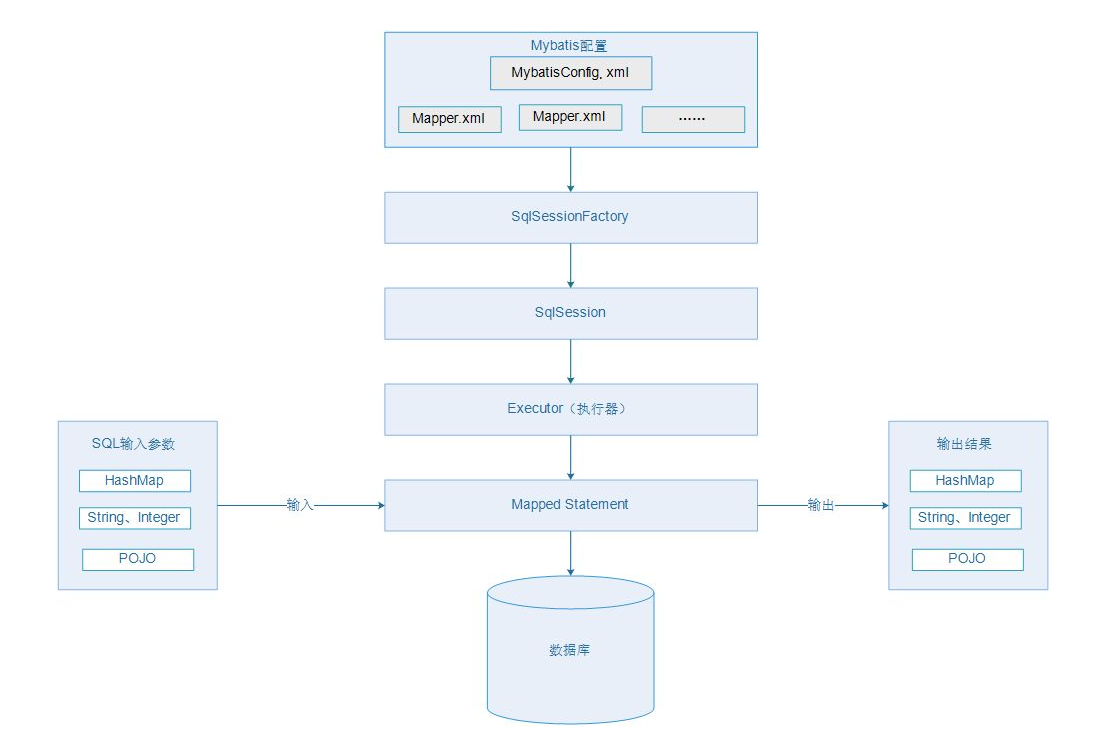 Mybatis配置
MybatisConfig. xml
Mapper.xml
Mapper.xml
······
SqlSessionFactory
SqlSession
Executor（执行器）
SQL输入参数
HashMap
String、Integer
POJO
输入
Mapped Statement
输出
输出结果
HashMap
String、Integer
POJO
数据库